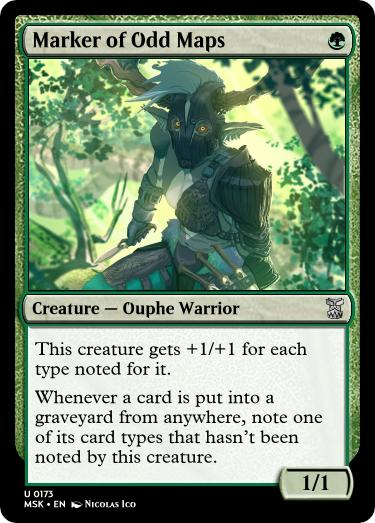 Marker of Odd Maps
Creature — Ouphe Warrior
This creature gets +1/+1 for each
type noted for it.
Whenever a card is put into a
graveyard from anywhere, note one
of its card types that hasn't been
noted by this creature.
1/1
U 0173
MSK • EN Nicolas Ico